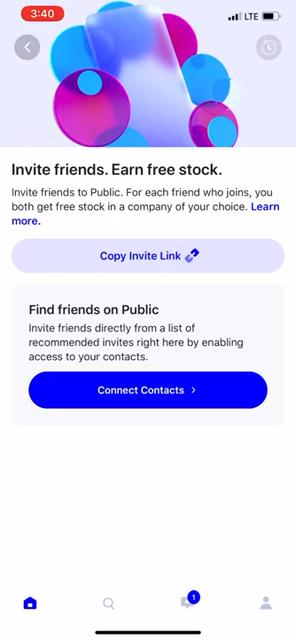 3:40
LTE
Invite friends. Earn free stock.
Invite friends to Public. For each friend who joins, you
both get free stock in a company of your choice. Learn
more.
Copy Invite Link
Find friends on Public
Invite friends directly from a list of
recommended invites right here by enabling
access to your contacts.
Connect Contacts
1